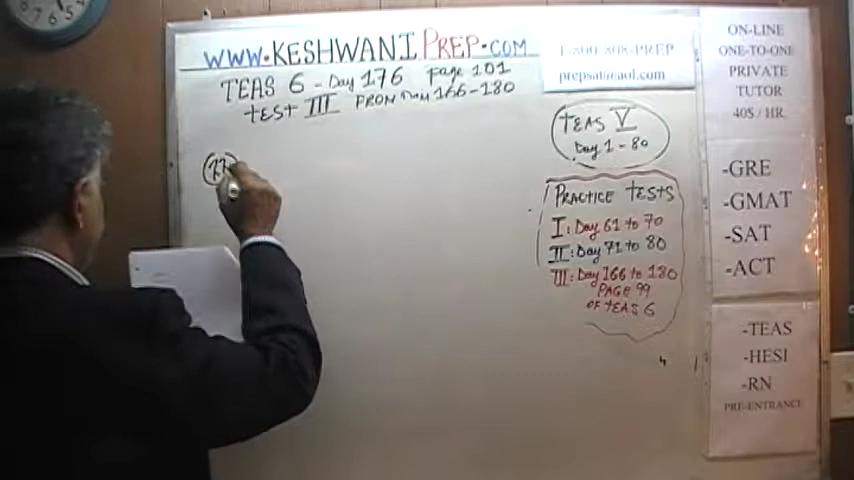 WWW.KESHWANIPREP.COM
TEAS 6 - Day 176 Page 101
test III FROM 166-180
1-800-808-PREP
prepsat@aol.com
TEAS V
Day 1 - 80
PRACTICE tESTS
I: Day 61 to 70
II: Day 71 to 80
III: Day 166 to 180
PAGE 99
OF tEAS 6
ON-LINE
ONE-TO-ONE
PRIVATE
TUTOR
40$ / HR.
-GRE
-GMAT
-SAT
-ACT
-TEAS
-HESI
-RN
PRE-ENTRANCE